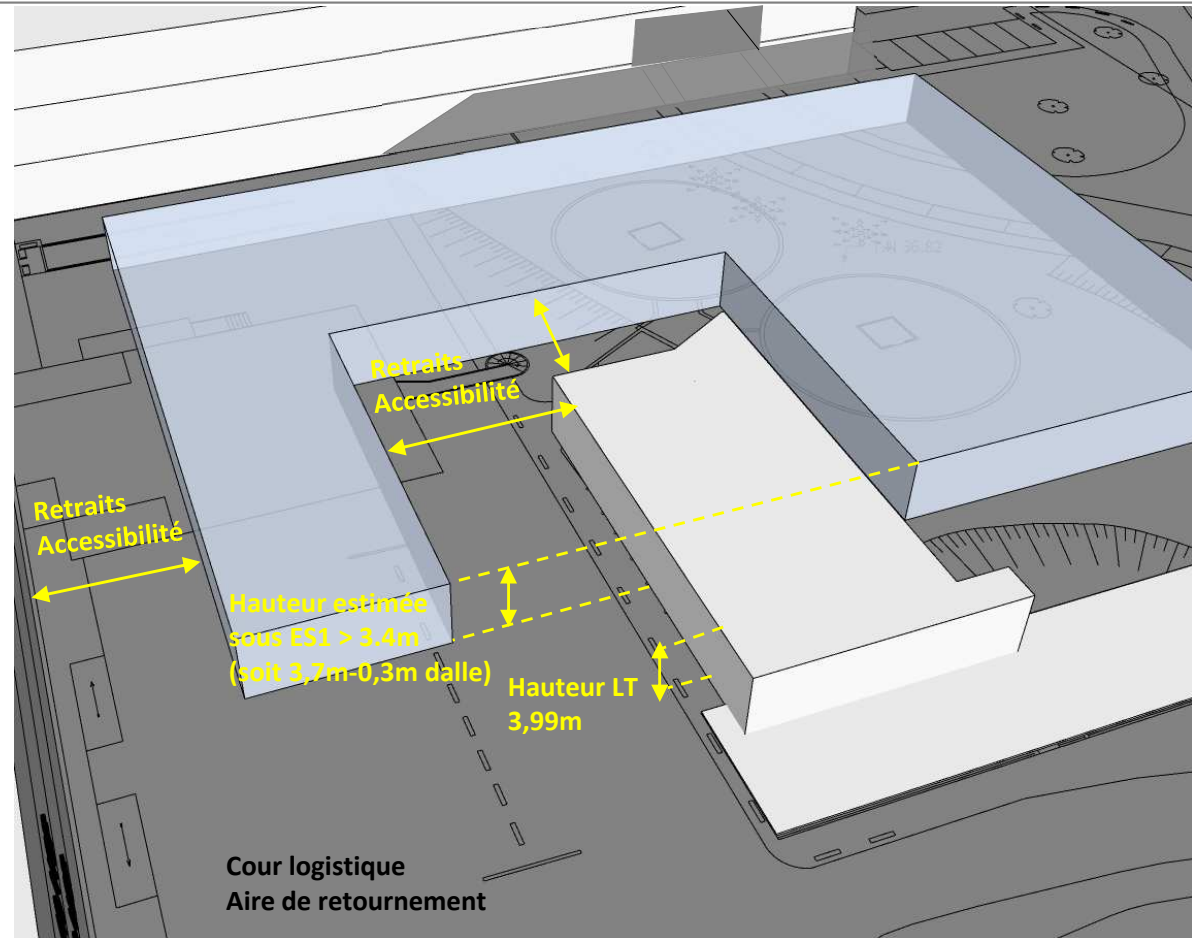 Retraits
Accessibilité
Retraits
Accessibilité
Hauteur estimée
sous ES1 > 3.4m
(soit 3,7m-0,3m dalle)
Hauteur LT
3,99m
Cour logistique
Aire de retournement